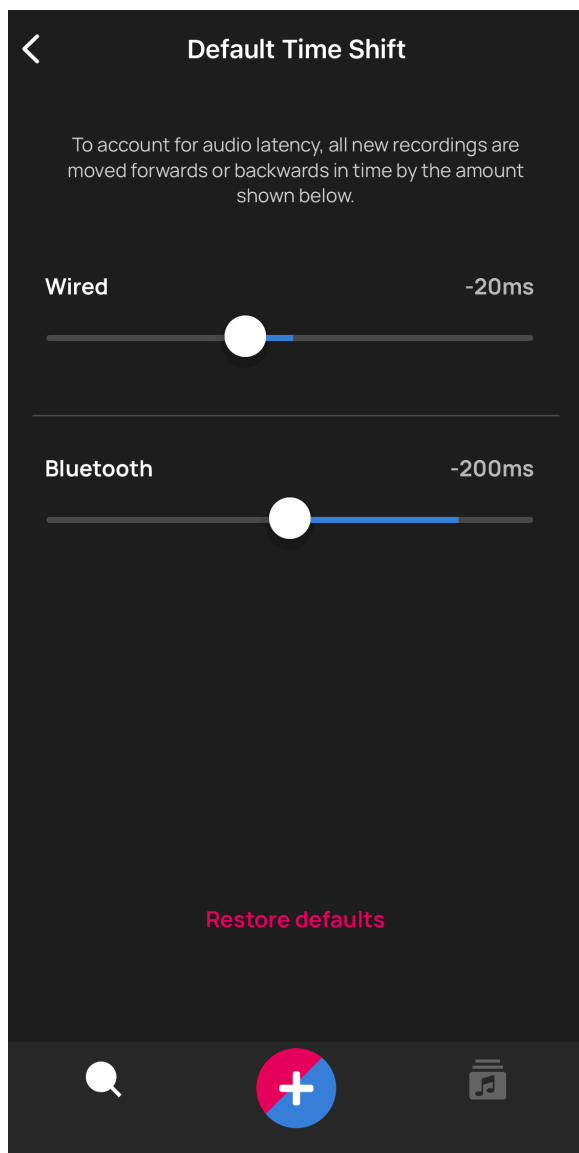 Default Time Shift
To account for audio latency, all new recordings are
moved forwards or backwards in time by the amount
shown below.
Wired -20ms
Bluetooth -200ms
Restore defaults